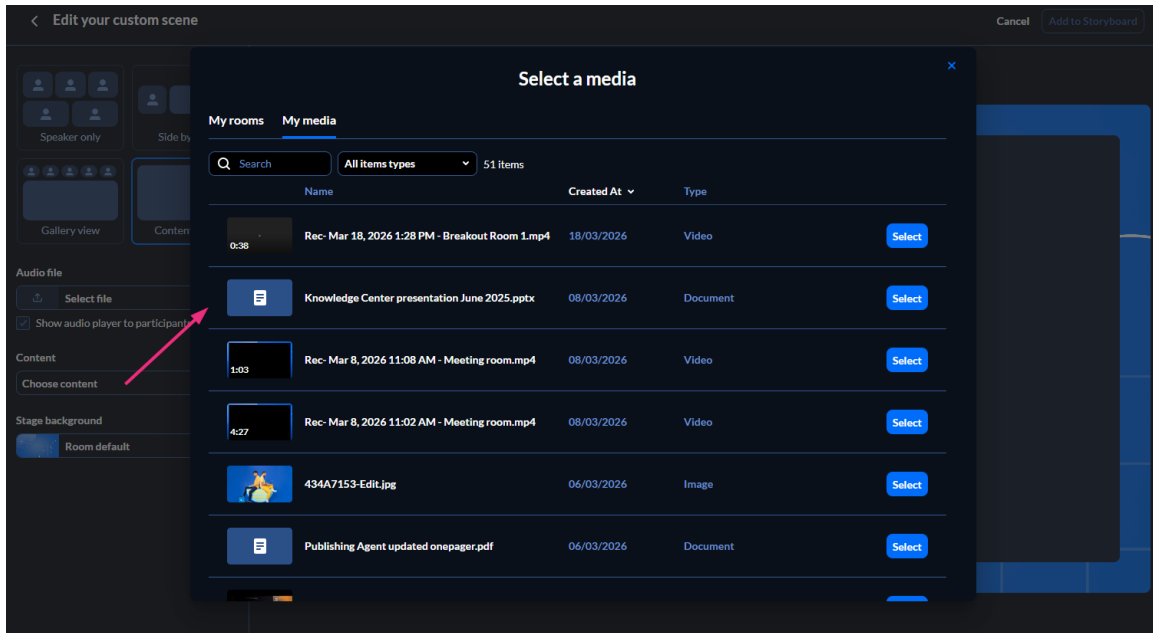 Edit your custom scene
Cancel
Add to Storyboard
Speaker only
Side by
Gallery view
Conten
Audio file
Select file
Show audio player to participants
Content
Choose content
Stage background
Room default
Select a media
My rooms My media
Search
All items types
51 items
Name Created At Type
0:38 Rec- Mar 18, 2026 1:28 PM - Breakout Room 1.mp4 18/03/2026 Video Select
Knowledge Center presentation June 2025.pptx 08/03/2026 Document Select
1:03 Rec- Mar 8, 2026 11:08 AM - Meeting room.mp4 08/03/2026 Video Select
4:27 Rec- Mar 8, 2026 11:02 AM - Meeting room.mp4 08/03/2026 Video Select
434A7153-Edit.jpg 06/03/2026 Image Select
Publishing Agent updated onepager.pdf 06/03/2026 Document Select